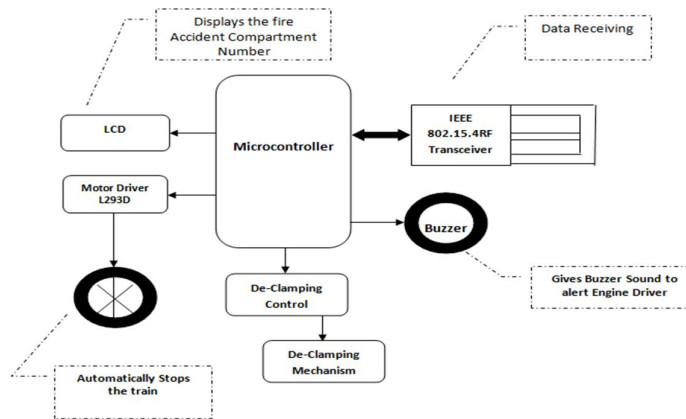 Displays the fire
Accident Compartment
Number
Data Receiving
LCD
Microcontroller
IEEE
802.15.4RF
Transceiver
Motor Driver
L293D
Buzzer
De-Clamping
Control
Gives Buzzer Sound to
alert Engine Driver
De-Clamping
Mechanism
Automatically Stops
the train